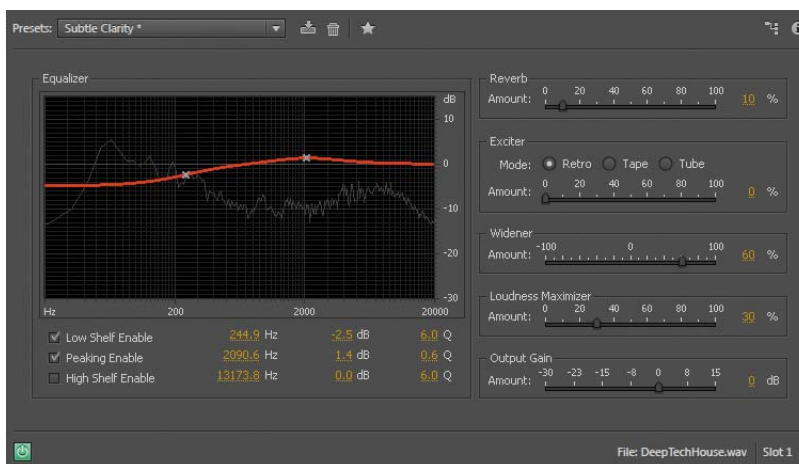 Presets: Subtle Clarity *
Equalizer
dB
10
0
-10
-20
-30
Hz 200 2000 20000
Low Shelf Enable 244.9 Hz -2.5 dB 6.0 Q
Peaking Enable 2090.6 Hz 1.4 dB 0.6 Q
High Shelf Enable 13173.8 Hz 0.0 dB 6.0 Q
Reverb
0 20 40 60 80 100
Amount: 10 %
Exciter
Mode: Retro Tape Tube
0 20 40 60 80 100
Amount: 0 %
Widener
-100 0 100
Amount: 60 %
Loudness Maximizer
0 20 40 60 80 100
Amount: 30 %
Output Gain
-30 -23 -15 -8 0 8 15
Amount: 0 dB
File: DeepTechHouse.wav Slot 1